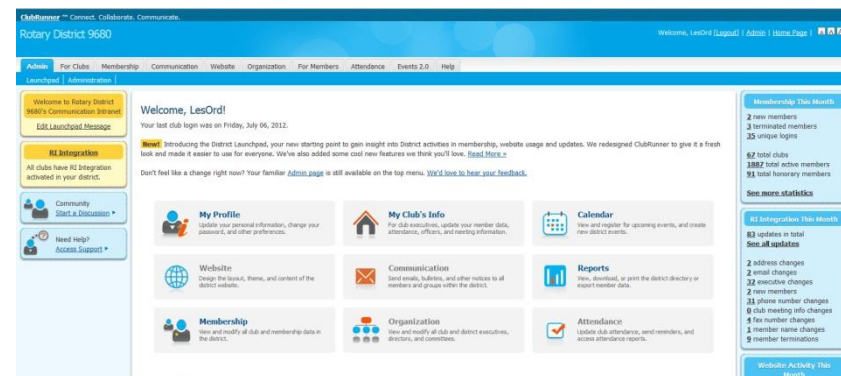 ClubRunner ™ Connect. Collaborate. Communicate.
Rotary District 9680
Welcome, LesOrd [Logout] | Admin | Home Page | A A A
Admin For Clubs Membership Communication Website Organization For Members Attendance Events 2.0 Help
Launchpad | Administration |
Welcome to Rotary District
9680's Communication Intranet
Edit Launchpad Message
RI Integration
All clubs have RI Integration
activated in your district.
Community
Start a Discussion
Need Help?
Access Support
Welcome, LesOrd!
Your last club login was on Friday, July 06, 2012.
New! Introducing the District Launchpad, your new starting point to gain insight into District activities in membership, website usage and updates. We redesigned ClubRunner to give it a fresh
look and made it easier to use for everyone. We've also added some cool new features we think you'll love. Read More »
Don't feel like a change right now? Your familiar Admin page is still available on the top menu. We'd love to hear your feedback.
My Profile
Update your personal information, change your
password, and other preferences.
My Club's Info
For club executives, update your member data,
attendance, officers, and meeting information.
Calendar
View and register for upcoming events, and create
new district events.
Website
Design the layout, theme, and content of the
district website.
Communication
Send emails, bulletins, and other notices to all
members and groups within the district.
Reports
View, download, or print the district directory or
export member data.
Membership
View and modify all club and membership data in
the district.
Organization
View and modify all club and district executives,
directors, and committees.
Attendance
Update club attendance, send reminders, and
access attendance reports.
Membership This Month
2 new members
3 terminated members
35 unique logins
67 total clubs
1887 total active members
91 total honorary members
See more statistics
RI Integration This Month
83 updates in total
See all updates
2 address changes
2 email changes
32 executive changes
2 new members
31 phone number changes
0 club meeting info changes
4 fax number changes
1 member name changes
9 member terminations
Website Activity This
Month